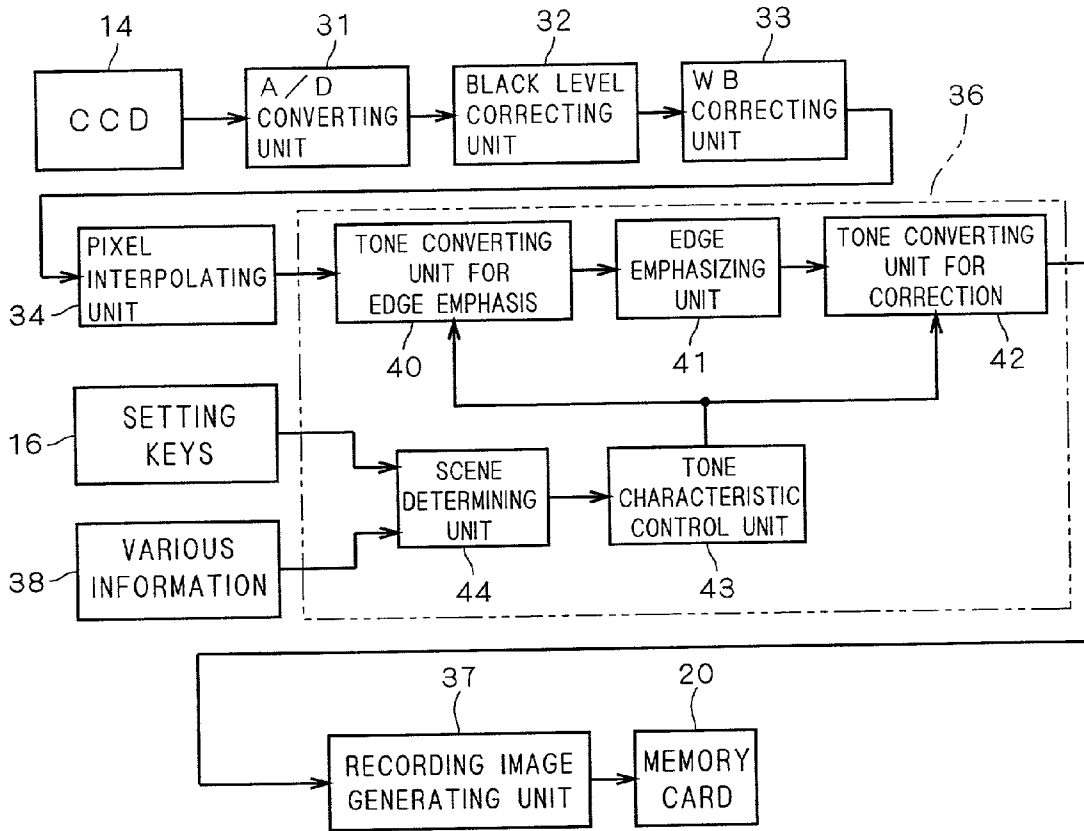 14
31
32
33
36
CCD
A/D
CONVERTING
UNIT
BLACK LEVEL
CORRECTING
UNIT
WB
CORRECTING
UNIT
PIXEL
INTERPOLATING
UNIT
34
TONE CONVERTING
UNIT FOR
EDGE EMPHASIS
40
EDGE
EMPHASIZING
UNIT
41
TONE CONVERTING
UNIT FOR
CORRECTION
42
SETTING
KEYS
16
VARIOUS
INFORMATION
38
SCENE
DETERMINING
UNIT
44
TONE
CHARACTERISTIC
CONTROL UNIT
43
37
20
RECORDING IMAGE
GENERATING UNIT
MEMORY
CARD